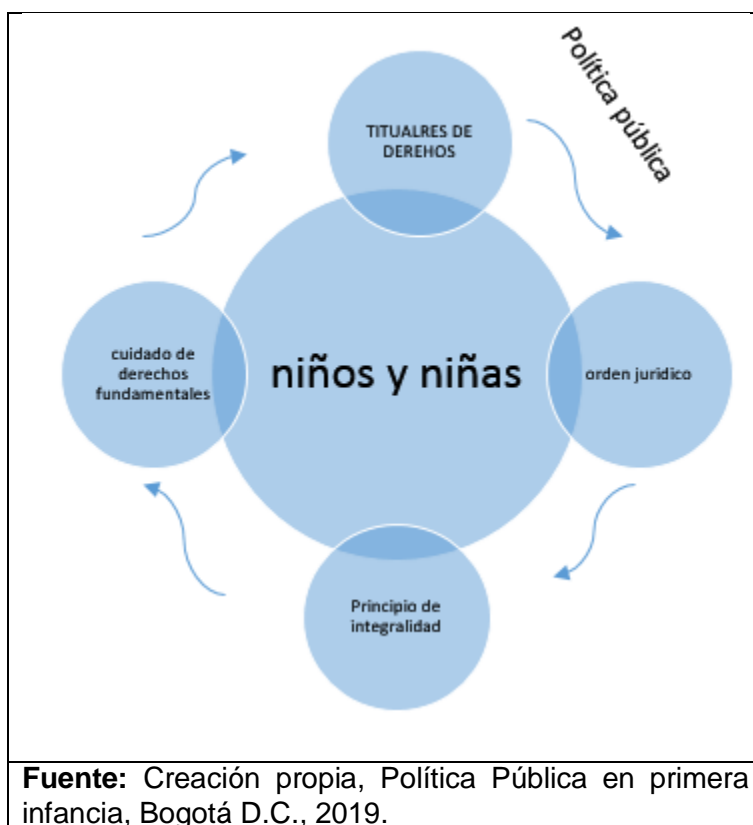 Política pública
TITUALRES DE
DEREHOS
cuidado de
derechos
fundamentales
niños y niñas
orden juridico
Principio de
integralidad
Fuente: Creación propia, Política Pública en primera
infancia, Bogotá D.C., 2019.